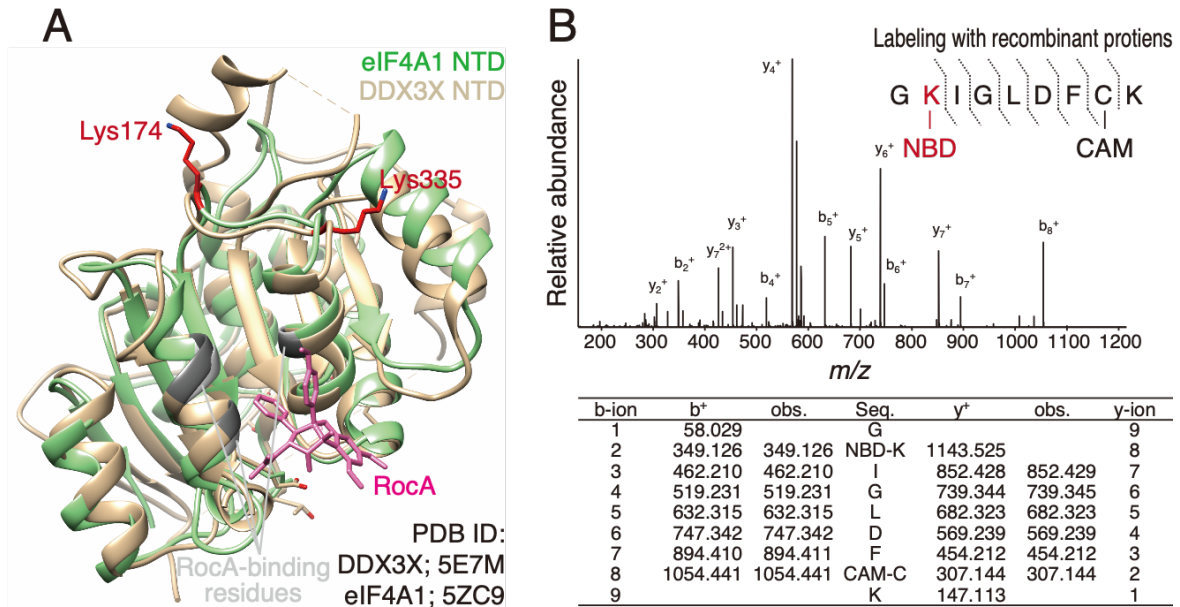 A
eIF4A1 NTD
DDX3X NTD
Lys174
Lys335
RocA
RocA-binding
residues
PDB ID:
DDX3X; 5E7M
eIF4A1; 5ZC9
B
Labeling with recombinant protiens
G K I G L D F C K
NBD CAM
Relative abundance
y2+
b2+
y7 2+
y3+
b4+
y4+
b5+
y5+
y6+
b6+
y7+
b7+
b8+
200 300 400 500 600 700 800 900 1000 1100 1200
m/z
b-ion b+ obs. Seq. y+ obs. y-ion
1 58.029 G 9
2 349.126 349.126 NBD-K 1143.525 8
3 462.210 462.210 I 852.428 852.429 7
4 519.231 519.231 G 739.344 739.345 6
5 632.315 632.315 L 682.323 682.323 5
6 747.342 747.342 D 569.239 569.239 4
7 894.410 894.411 F 454.212 454.212 3
8 1054.441 1054.441 CAM-C 307.144 307.144 2
9 K 147.113 1